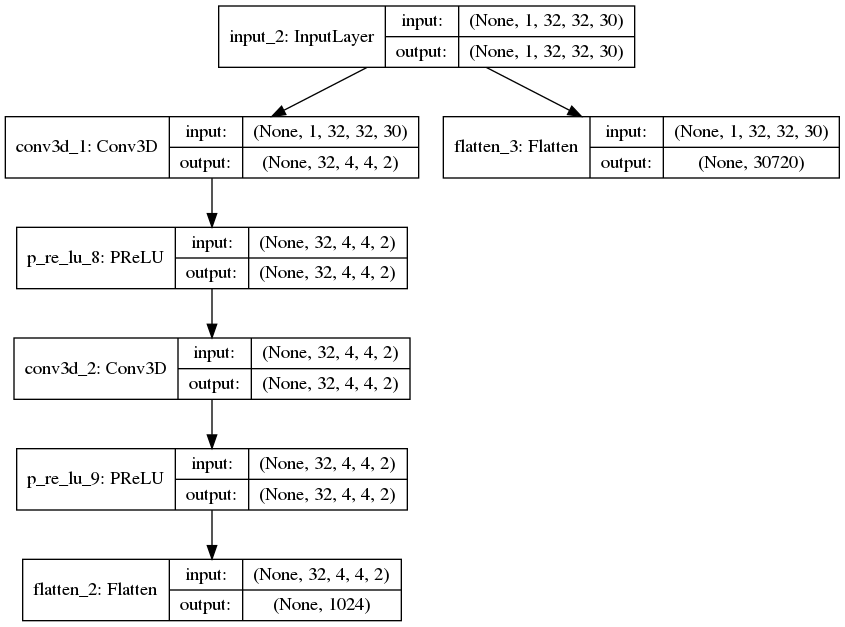 input_2: InputLayer
input: (None, 1, 32, 32, 30)
output: (None, 1, 32, 32, 30)
conv3d_1: Conv3D
input: (None, 1, 32, 32, 30)
output: (None, 32, 4, 4, 2)
flatten_3: Flatten
input: (None, 1, 32, 32, 30)
output: (None, 30720)
p_re_lu_8: PReLU
input: (None, 32, 4, 4, 2)
output: (None, 32, 4, 4, 2)
conv3d_2: Conv3D
input: (None, 32, 4, 4, 2)
output: (None, 32, 4, 4, 2)
p_re_lu_9: PReLU
input: (None, 32, 4, 4, 2)
output: (None, 32, 4, 4, 2)
flatten_2: Flatten
input: (None, 32, 4, 4, 2)
output: (None, 1024)